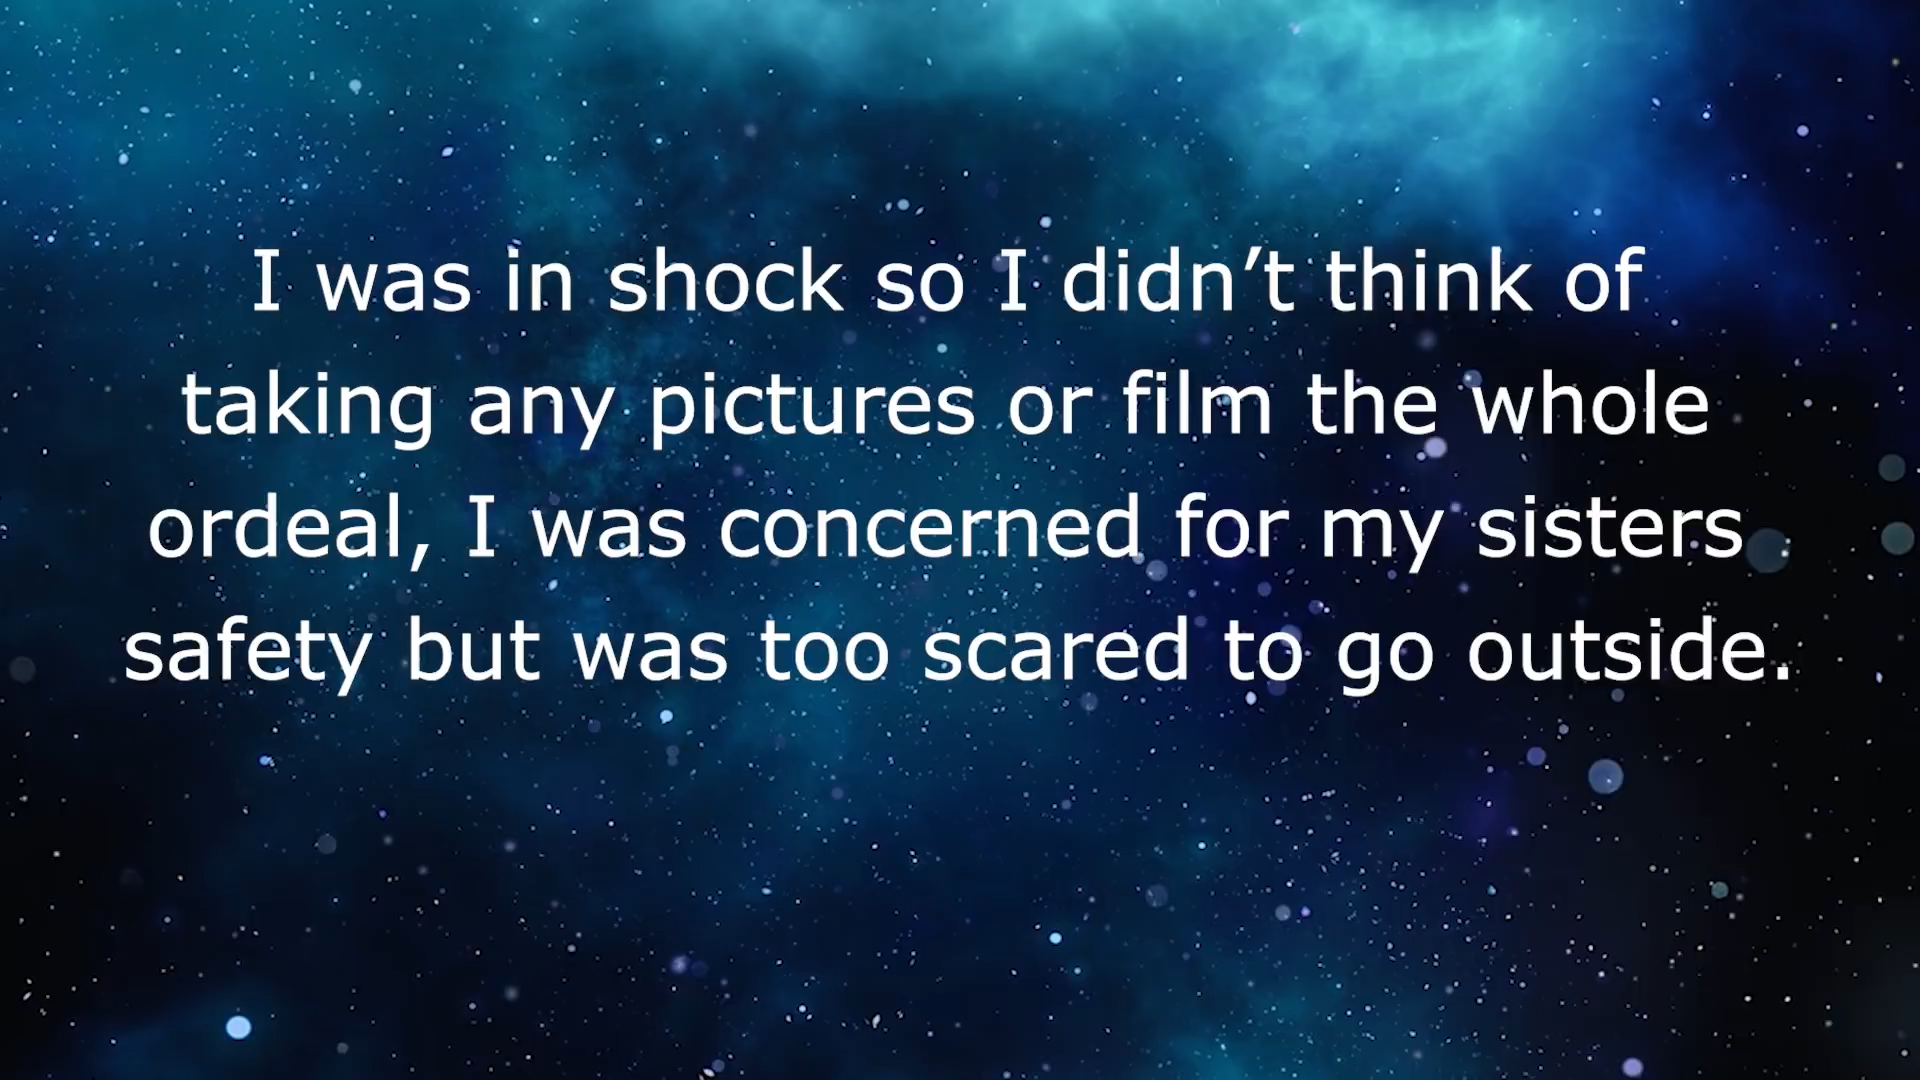 I was in shock so I didn’t think of
taking any pictures or film the whole
ordeal, I was concerned for my sisters
safety but was too scared to go outside.